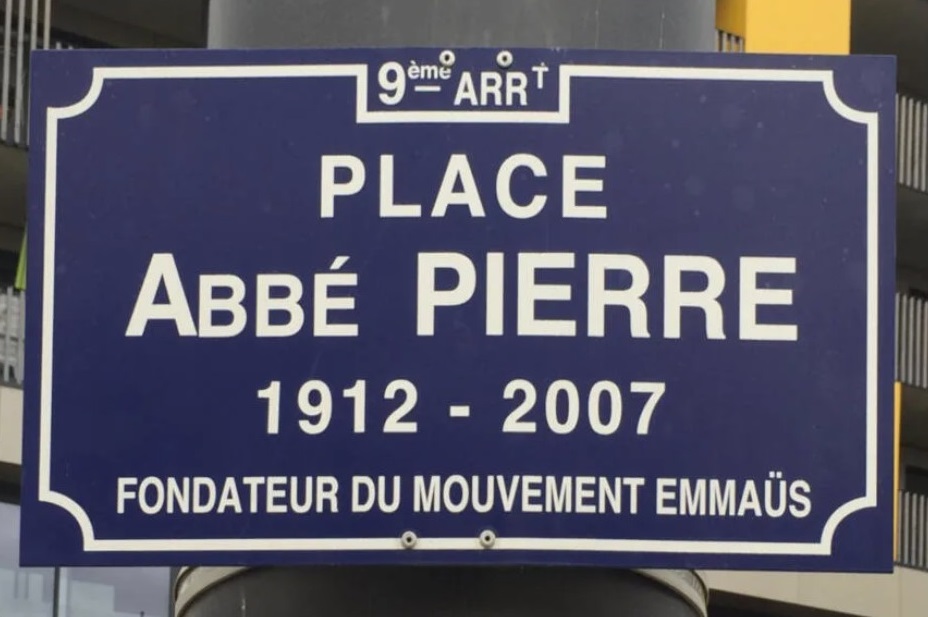 9ème ARRT
PLACE
ABBÉ PIERRE
1912 - 2007
FONDATEUR DU MOUVEMENT EMMAÜS